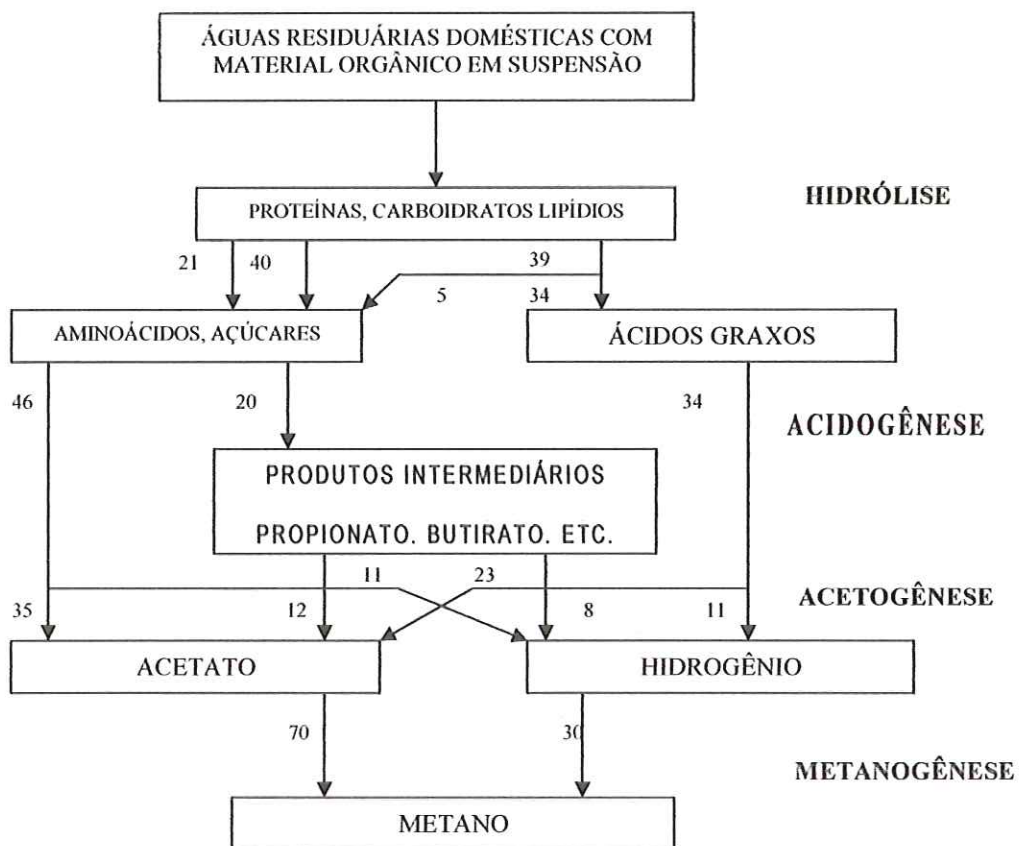 ÁGUAS RESIDUÁRIAS DOMÉSTICAS COM
MATERIAL ORGÂNICO EM SUSPENSÃO
HIDRÓLISE
PROTEÍNAS, CARBOIDRATOS LIPÍDIOS
21 40 39
5 34
AMINOÁCIDOS, AÇÚCARES ÁCIDOS GRAXOS
46 20 34
ACIDOGÊNESE
PRODUTOS INTERMEDIÁRIOS
PROPIONATO. BUTIRATO. ETC.
11 23
ACETOGÊNESE
35 12 8 11
ACETATO HIDROGÊNIO
70 30
METANOGÊNESE
METANO